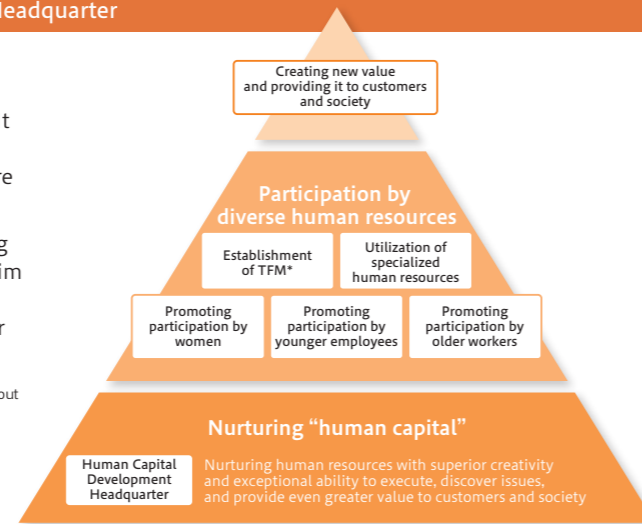 Headquarter
Creating new value
and providing it to customers
and society
t
re
g
im
r
out
Participation by
diverse human resources
Establishment
of TFM*
Utilization of
specialized
human resources
Promoting
participation by
women
Promoting
participation by
younger employees
Promoting
participation by
older workers
Nurturing “human capital”
Human Capital
Development
Headquarter
Nurturing human resources with superior creativity
and exceptional ability to execute, discover issues,
and provide even greater value to customers and society